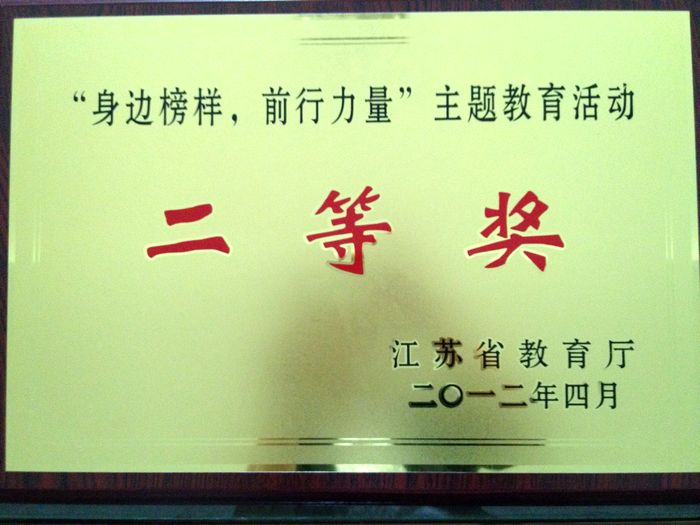 “身边榜样，前行力量”主题教育活动
二等奖
江苏省教育厅
二〇一二年四月